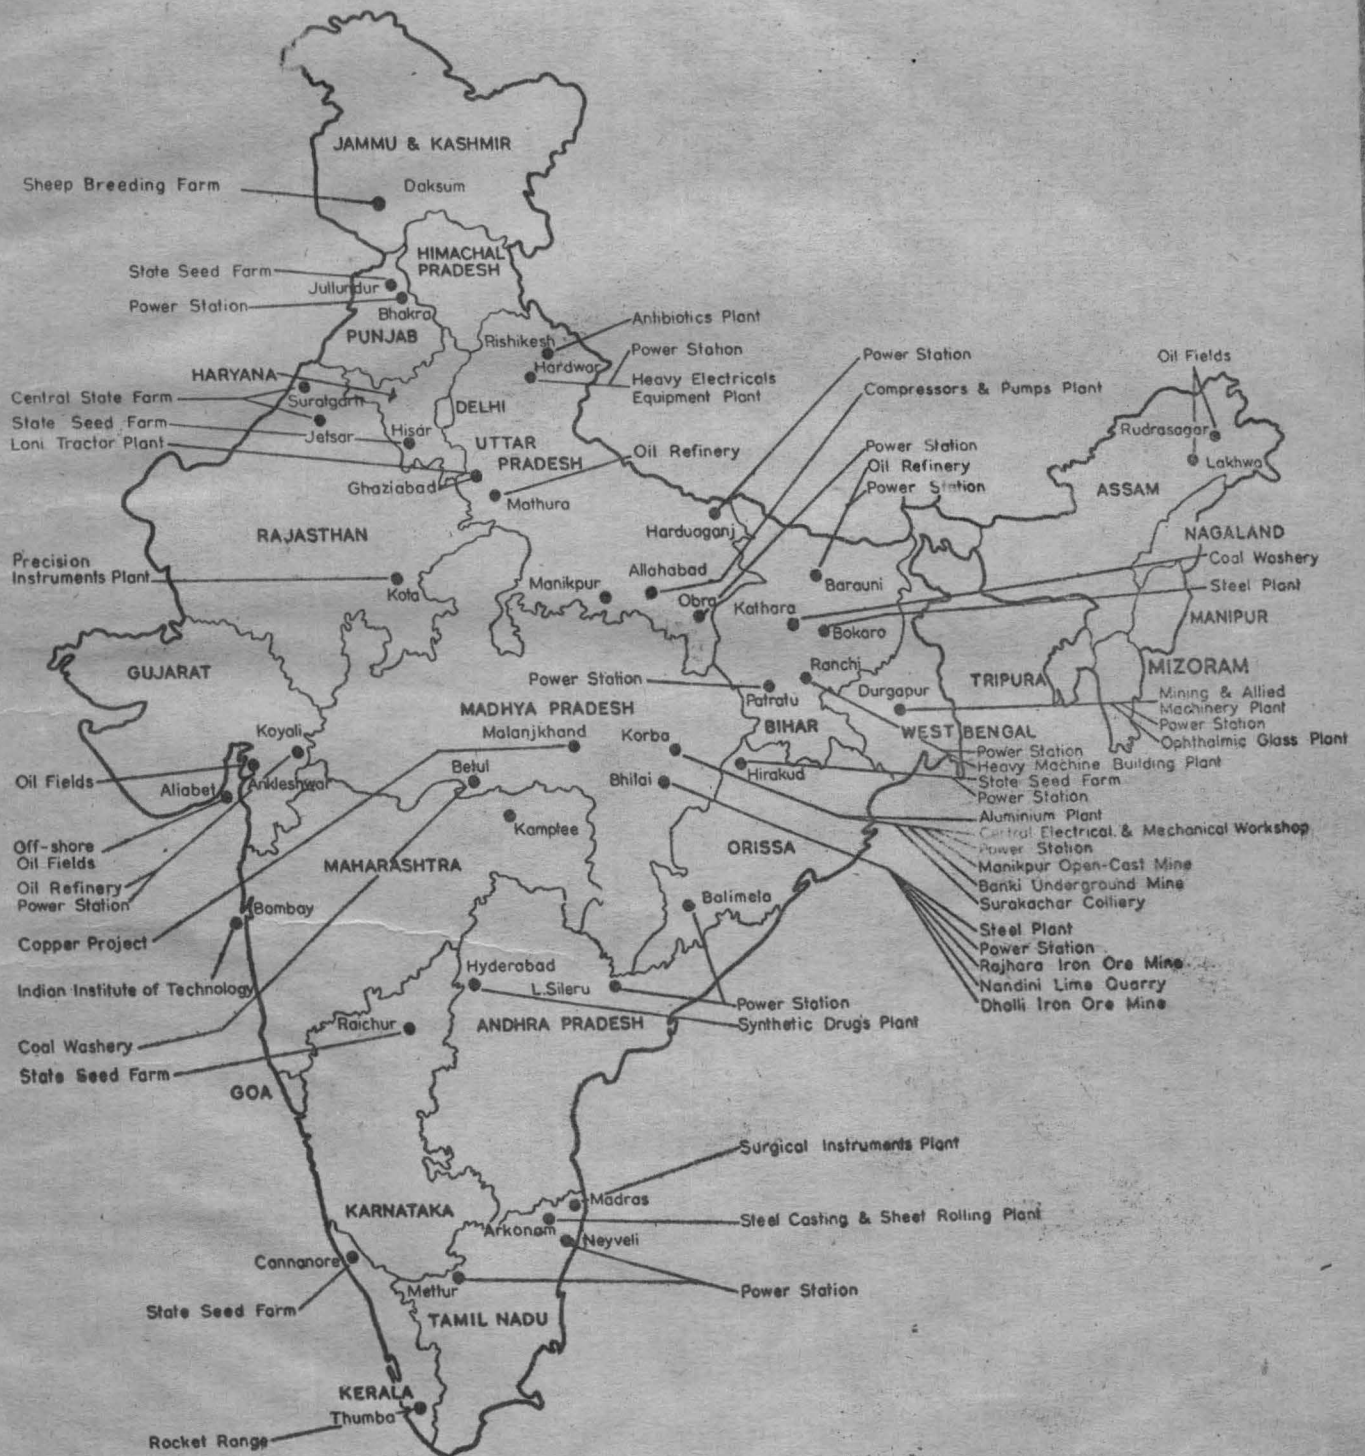 JAMMU & KASHMIR
Sheep Breeding Farm
Daksum
HIMACHAL
PRADESH
State Seed Farm
Jullundur
Power Station
Bhakra
PUNJAB
Antibiotics Plant
Rishikesh
Power Station
Hardwar
Heavy Electricals
Equipment Plant
Power Station
Oil Fields
HARYANA
Central State Farm
Suratgarh
Compressors & Pumps Plant
DELHI
State Seed Farm
Jetsar
Hisar
Loni Tractor Plant
UTTAR
PRADESH
Oil Refinery
Power Station
Oil Refinery
Power Station
Rudrasagar
Lakhwa
Ghaziabad
Mathura
ASSAM
RAJASTHAN
Harduaganj
NAGALAND
Coal Washery
Precision
Instruments Plant
Kota
Manikpur
Allahabad
Obra
Kathara
Barauni
Steel Plant
Bokaro
MANIPUR
GUJARAT
Power Station
Ranchi
Patratu
Durgapur
TRIPURA
MIZORAM
Mining & Allied
Machinery Plant
Power Station
Ophthalmic Glass Plant
MADHYA PRADESH
Malanjkhand
BIHAR
WEST BENGAL
Koyali
Korba
Power Station
Heavy Machine Building Plant
State Seed Farm
Power Station
Oil Fields
Ankleshwar
Aliabet
Betul
Bhilai
Hirakud
Aluminium Plant
Central Electrical & Mechanical Workshop
Power Station
Manikpur Open-Cast Mine
Banki Underground Mine
Surakachar Colliery
Kamptee
Off-shore
Oil Fields
ORISSA
MAHARASHTRA
Oil Refinery
Power Station
Bombay
Balimela
Steel Plant
Power Station
Rajhara Iron Ore Mine
Nandini Lime Quarry
Dhalli Iron Ore Mine
Copper Project
Hyderabad
L.Sileru
Indian Institute of Technology
Power Station
Synthetic Drug's Plant
ANDHRA PRADESH
Raichur
Coal Washery
State Seed Farm
GOA
Surgical Instruments Plant
Madras
KARNATAKA
Arkonam
Steel Casting & Sheet Rolling Plant
Neyveli
Cannanore
Mettur
Power Station
State Seed Farm
TAMIL NADU
KERALA
Thumba
Rocket Range